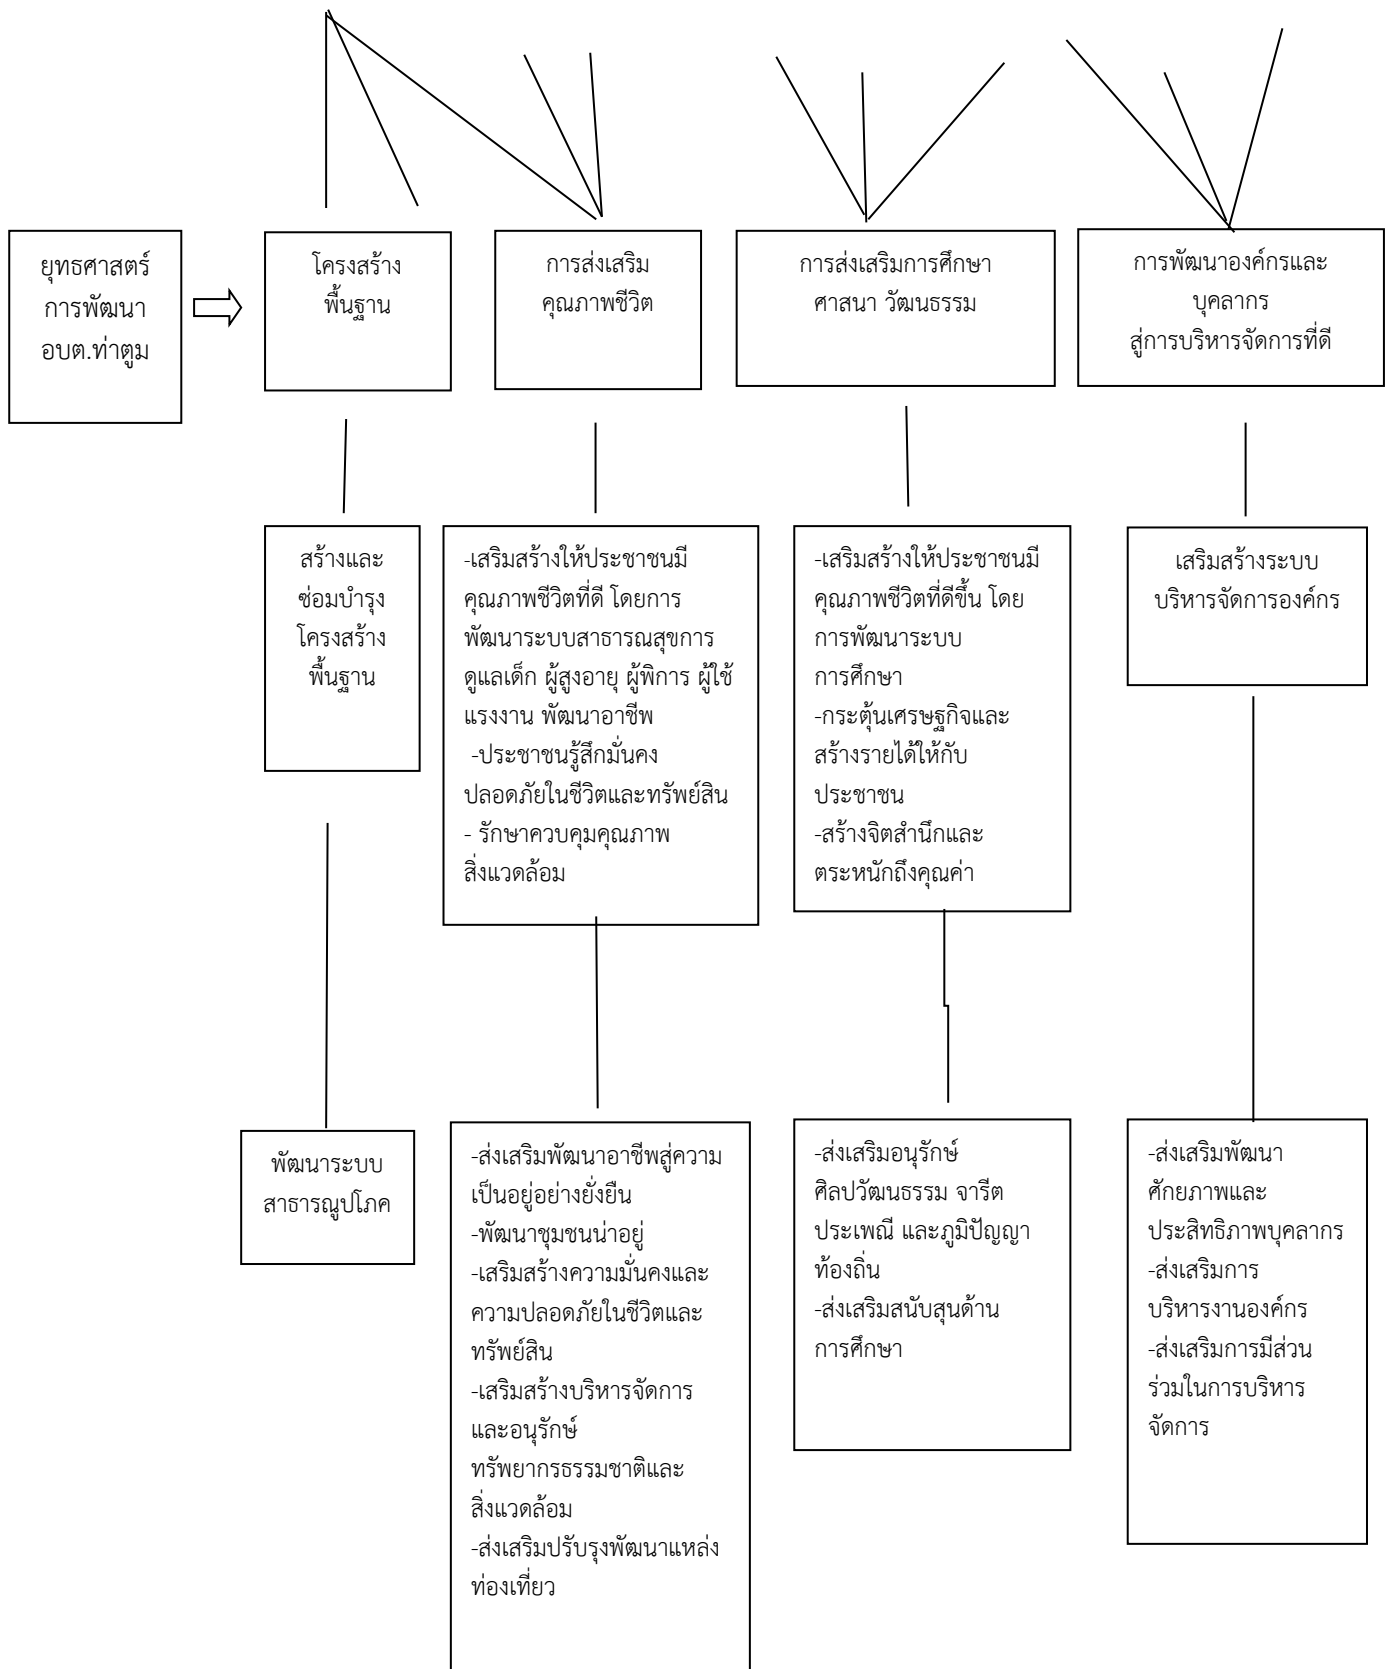 ยุทธศาสตร์
การพัฒนา
อบต.ท่าตูม
โครงสร้าง
พื้นฐาน
การส่งเสริม
คุณภาพชีวิต
การส่งเสริมการศึกษา
ศาสนา วัฒนธรรม
การพัฒนาองค์กรและ
บุคลากร
สู่การบริหารจัดการที่ดี
สร้างและ
ซ่อมบำรุง
โครงสร้าง
พื้นฐาน
-เสริมสร้างให้ประชาชนมี
คุณภาพชีวิตที่ดี โดยการ
พัฒนาระบบสาธารณสุขการ
ดูแลเด็ก ผู้สูงอายุ ผู้พิการ ผู้ใช้
แรงงาน พัฒนาอาชีพ
-ประชาชนรู้สึกมั่นคง
ปลอดภัยในชีวิตและทรัพย์สิน
- รักษาควบคุมคุณภาพ
สิ่งแวดล้อม
-เสริมสร้างให้ประชาชนมี
คุณภาพชีวิตที่ดีขึ้น โดย
การพัฒนาระบบ
การศึกษา
-กระตุ้นเศรษฐกิจและ
สร้างรายได้ให้กับ
ประชาชน
-สร้างจิตสำนึกและ
ตระหนักถึงคุณค่า
เสริมสร้างระบบ
บริหารจัดการองค์กร
พัฒนาระบบ
สาธารณูปโภค
-ส่งเสริมพัฒนาอาชีพสู่ความ
เป็นอยู่อย่างยั่งยืน
-พัฒนาชุมชนน่าอยู่
-เสริมสร้างความมั่นคงและ
ความปลอดภัยในชีวิตและ
ทรัพย์สิน
-เสริมสร้างบริหารจัดการ
และอนุรักษ์
ทรัพยากรธรรมชาติและ
สิ่งแวดล้อม
-ส่งเสริมปรับรุงพัฒนาแหล่ง
ท่องเที่ยว
-ส่งเสริมอนุรักษ์
ศิลปวัฒนธรรม จารีต
ประเพณี และภูมิปัญญา
ท้องถิ่น
-ส่งเสริมสนับสุนด้าน
การศึกษา
-ส่งเสริมพัฒนา
ศักยภาพและ
ประสิทธิภาพบุคลากร
-ส่งเสริมการ
บริหารงานองค์กร
-ส่งเสริมการมีส่วน
ร่วมในการบริหาร
จัดการ